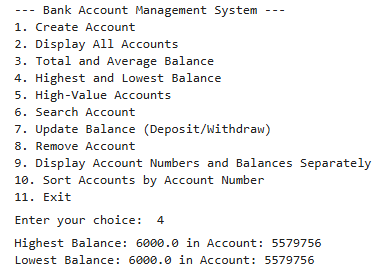 --- Bank Account Management System ---
1. Create Account
2. Display All Accounts
3. Total and Average Balance
4. Highest and Lowest Balance
5. High-Value Accounts
6. Search Account
7. Update Balance (Deposit/Withdraw)
8. Remove Account
9. Display Account Numbers and Balances Separately
10. Sort Accounts by Account Number
11. Exit
Enter your choice:  4
Highest Balance: 6000.0 in Account: 5579756
Lowest Balance: 6000.0 in Account: 5579756